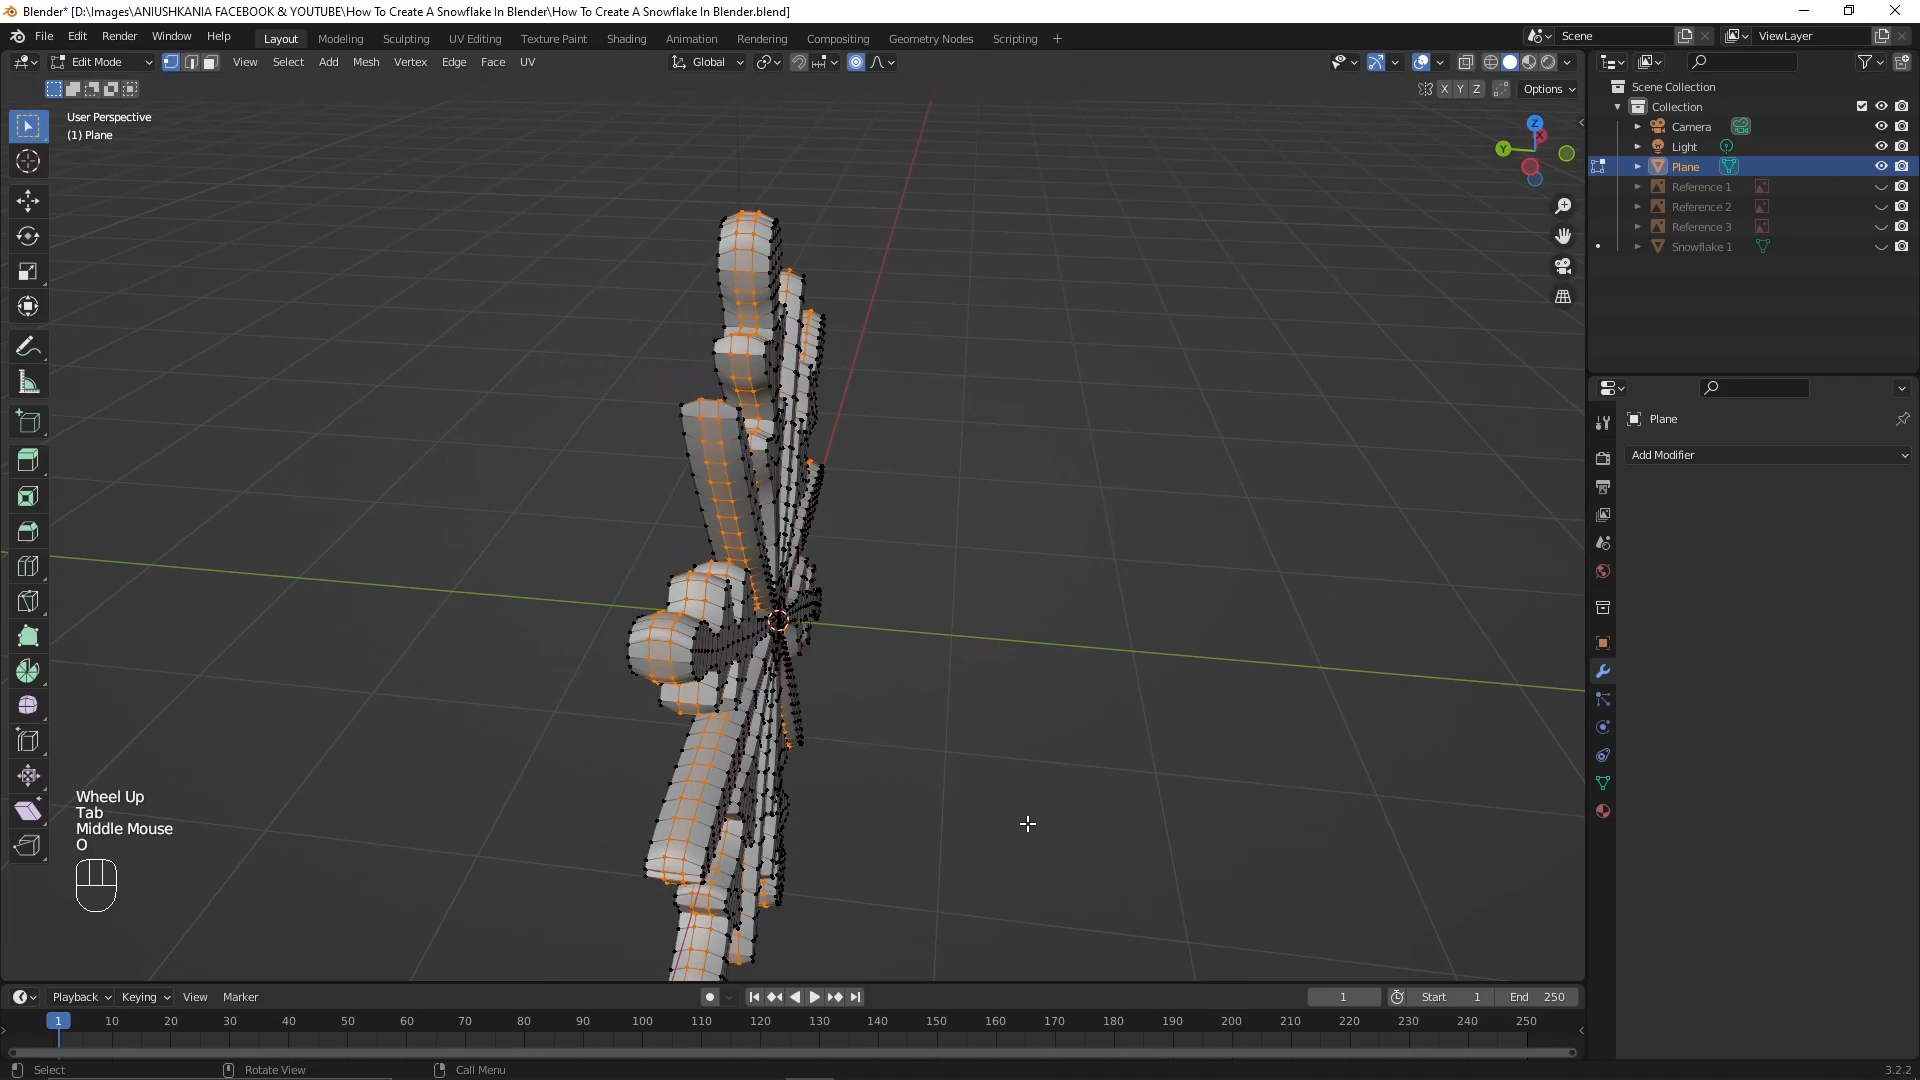 Blender* [D:\Images\ANIUSHKANIA FACEBOOK & YOUTUBE\How To Create A Snowflake In Blender\How To Create A Snowflake In Blender.blend]
File Edit Render Window Help Layout Modeling Sculpting UV Editing Texture Paint Shading Animation Rendering Compositing Geometry Nodes Scripting + Scene ViewLayer
Edit Mode View Select Add Mesh Vertex Edge Face UV Global
X Y Z Options
User Perspective
(1) Plane
Z
X
Y
Scene Collection
Collection
Camera
Light
Plane
Reference 1
Reference 2
Reference 3
Snowflake 1
Plane
Add Modifier
Wheel Up
Tab
Middle Mouse
O
Playback Keying View Marker 1 Start 1 End 250
1 10 20 30 40 50 60 70 80 90 100 110 120 130 140 150 160 170 180 190 200 210 220 230 240 250
Select Rotate View Call Menu 3.2.2